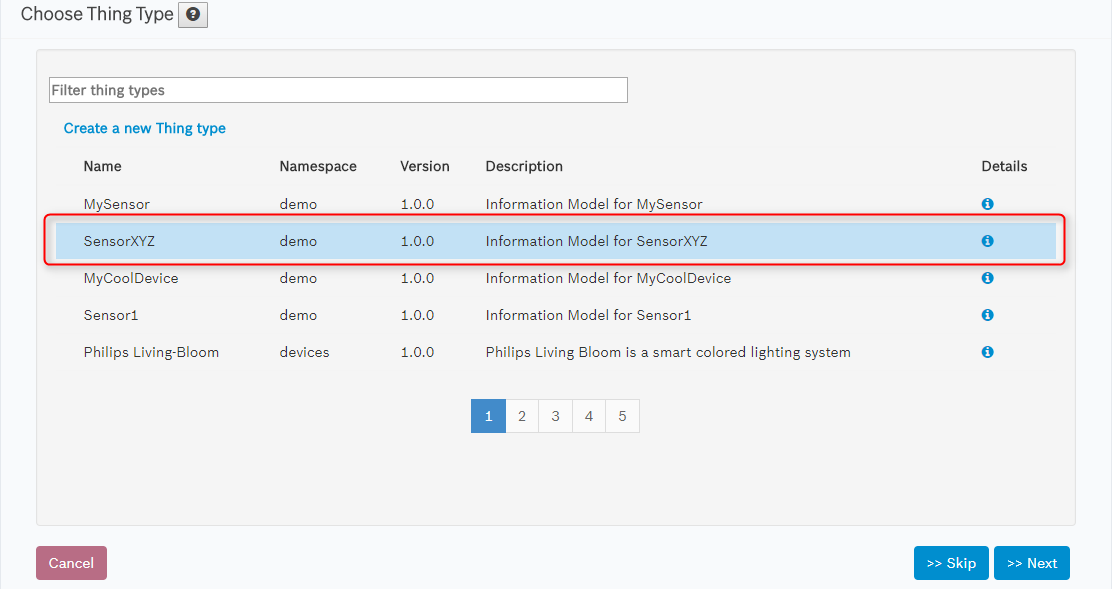 Choose Thing Type ?
Filter thing types
Create a new Thing type
Name Namespace Version Description Details
MySensor demo 1.0.0 Information Model for MySensor
SensorXYZ demo 1.0.0 Information Model for SensorXYZ
MyCoolDevice demo 1.0.0 Information Model for MyCoolDevice
Sensor1 demo 1.0.0 Information Model for Sensor1
Philips Living-Bloom devices 1.0.0 Philips Living Bloom is a smart colored lighting system
1 2 3 4 5
Cancel >> Skip >> Next